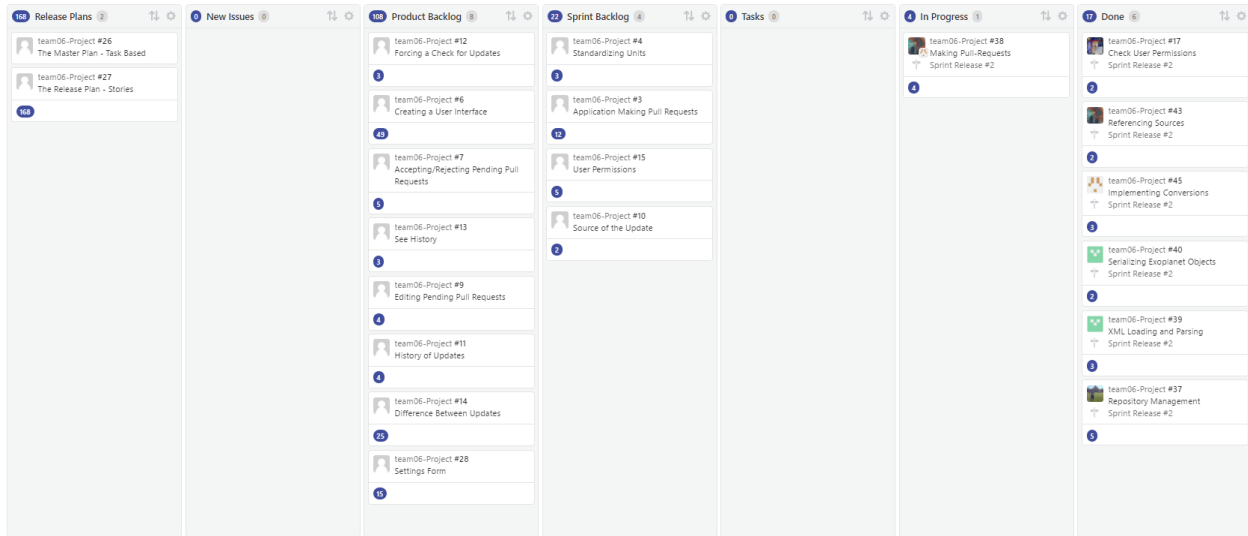 168 Release Plans 2
team06-Project #26
The Master Plan - Task Based
team06-Project #27
The Release Plan - Stories
168
0 New Issues 0
108 Product Backlog 8
team06-Project #12
Forcing a Check for Updates
3
team06-Project #6
Creating a User Interface
49
team06-Project #7
Accepting/Rejecting Pending Pull
Requests
5
team06-Project #13
See History
3
team06-Project #9
Editing Pending Pull Requests
4
team06-Project #11
History of Updates
4
team06-Project #14
Difference Between Updates
25
team06-Project #28
Settings Form
15
22 Sprint Backlog 4
team06-Project #4
Standardizing Units
3
team06-Project #3
Application Making Pull Requests
12
team06-Project #15
User Permissions
5
team06-Project #10
Source of the Update
2
0 Tasks 0
4 In Progress 1
team06-Project #38
Making Pull-Requests
Sprint Release #2
4
17 Done 6
team06-Project #17
Check User Permissions
Sprint Release #2
2
team06-Project #43
Referencing Sources
Sprint Release #2
2
team06-Project #45
Implementing Conversions
Sprint Release #2
3
team06-Project #40
Serializing Exoplanet Objects
Sprint Release #2
2
team06-Project #39
XML Loading and Parsing
Sprint Release #2
3
team06-Project #37
Repository Management
Sprint Release #2
5